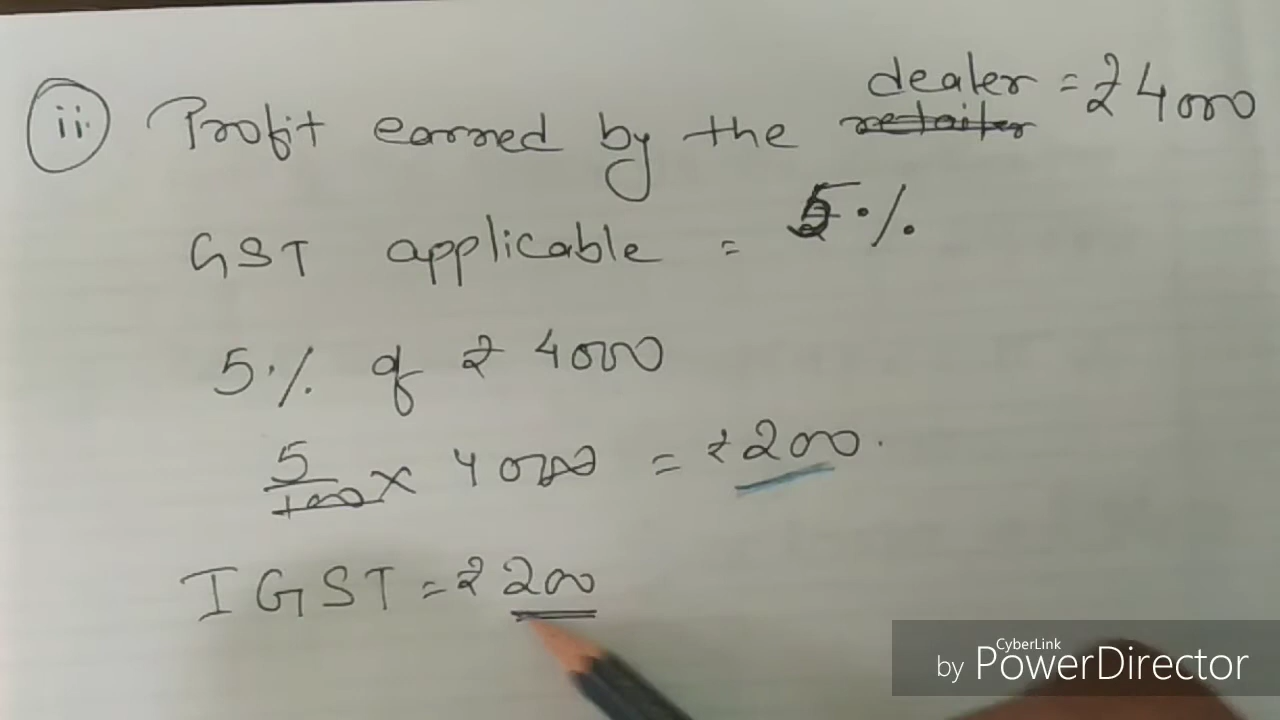 ii. Profit earned by the retailer dealer = ₹ 4000
GST applicable = 5%
5% of ₹ 4000
5/100 × 4000 = ₹ 200.
IGST = ₹ 200
CyberLink
by PowerDirector